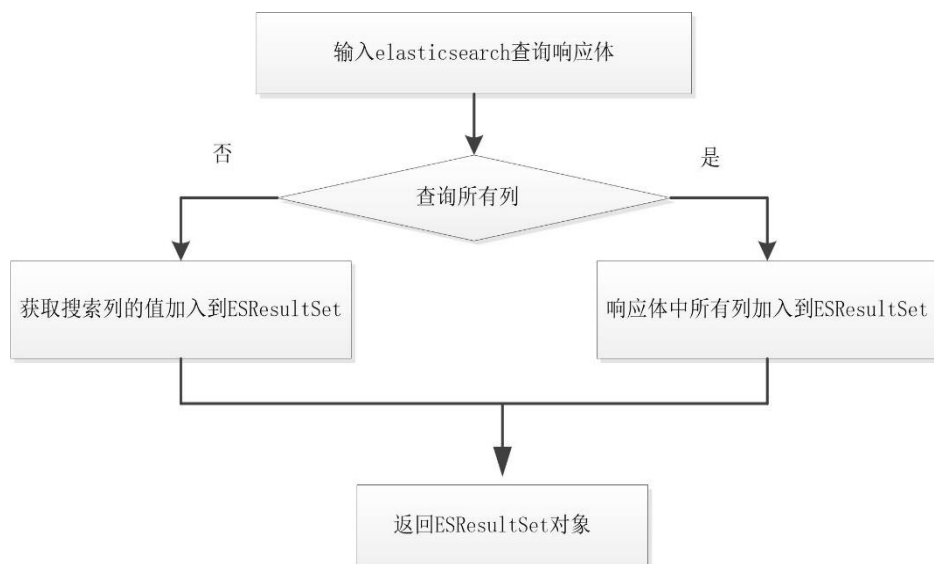 输入elasticsearch查询响应体
否
是
查询所有列
获取搜索列的值加入到ESResultSet
响应体中所有列加入到ESResultSet
返回ESResultSet对象